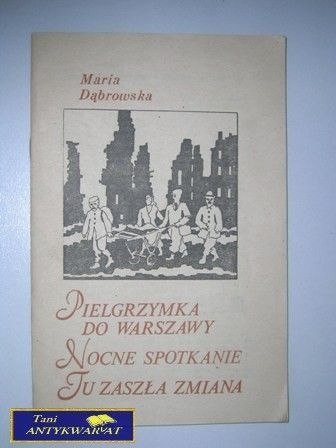 Maria
Dąbrowska
PIELGRZYMKA
DO WARSZAWY
NOCNE SPOTKANIE
TU ZASZŁA ZMIANA
Tani
ANTYKWARIAT